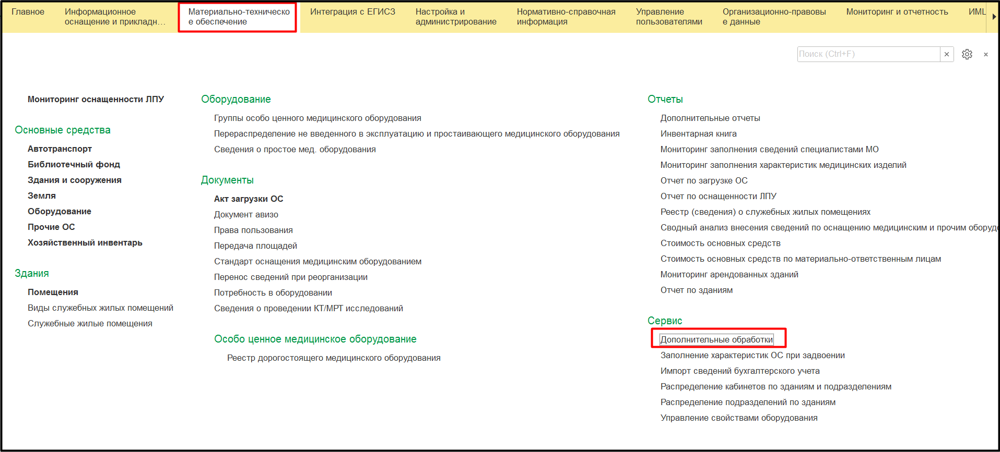 Главное
Информационное
оснащение и прикладн…
Материально-техническо
е обеспечение
Интеграция с ЕГИСЗ
Настройка и
администрирование
Нормативно-справочная
информация
Управление
пользователями
Организационно-правовы
е данные
Мониторинг и отчетность
Поиск (Ctrl+F)
Мониторинг оснащенности ЛПУ
Основные средства
Автотранспорт
Библиотечный фонд
Здания и сооружения
Земля
Оборудование
Прочие ОС
Хозяйственный инвентарь
Здания
Помещения
Виды служебных жилых помещений
Служебные жилые помещения
Оборудование
Группы особо ценного медицинского оборудования
Перераспределение не введенного в эксплуатацию и простаивающего медицинского оборудования
Сведения о простое мед. оборудования
Документы
Акт загрузки ОС
Документ авизо
Права пользования
Передача площадей
Стандарт оснащения медицинским оборудованием
Перенос сведений при реорганизации
Потребность в оборудовании
Сведения о проведении КТ/МРТ исследований
Особо ценное медицинское оборудование
Реестр дорогостоящего медицинского оборудования
Отчеты
Дополнительные отчеты
Инвентарная книга
Мониторинг заполнения сведений специалистами МО
Мониторинг заполнения характеристик медицинских изделий
Отчет по загрузке ОС
Отчет по оснащенности ЛПУ
Реестр (сведения) о служебных жилых помещениях
Сводный анализ внесения сведений по оснащению медицинским и прочим оборудо
Стоимость основных средств
Стоимость основных средств по материально-ответственным лицам
Мониторинг арендованных зданий
Отчет по зданиям
Сервис
Дополнительные обработки
Заполнение характеристик ОС при задвоении
Импорт сведений бухгалтерского учета
Распределение кабинетов по зданиям и подразделениям
Распределение подразделений по зданиям
Управление свойствами оборудования